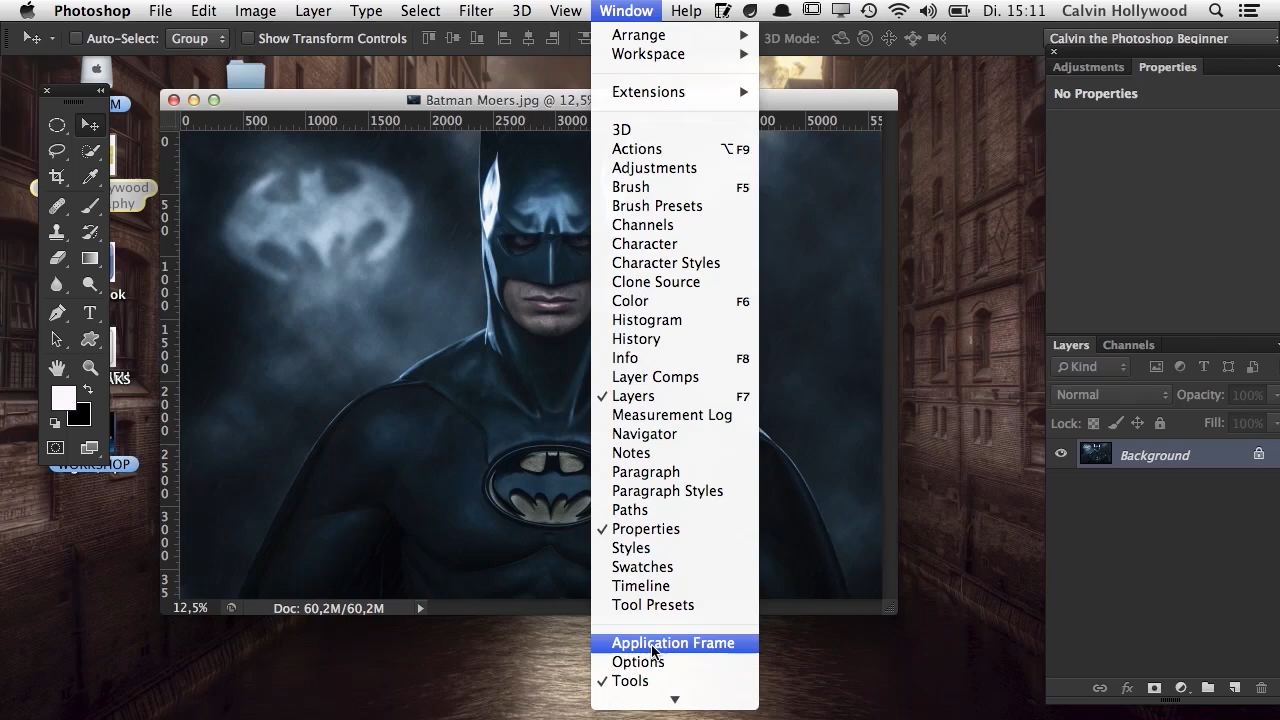 Photoshop File Edit Image Layer Type Select Filter 3D View Window Help Di. 15:11 Calvin Hollywood
Auto-Select: Group Show Transform Controls 3D Mode: Calvin the Photoshop Beginner
Adjustments Properties
No Properties
Batman Moers.jpg @ 12,5%
0 500 1000 1500 2000 2500 3000 5000
Arrange
Workspace
Extensions
3D
Actions ⌥F9
Adjustments
Brush F5
Brush Presets
Channels
Character
Character Styles
Clone Source
Color F6
Histogram
History
Info F8
Layer Comps
✓ Layers F7
Measurement Log
Navigator
Notes
Paragraph
Paragraph Styles
Paths
✓ Properties
Styles
Swatches
Timeline
Tool Presets
Application Frame
Options
✓ Tools
Layers Channels
Kind
Normal Opacity: 100%
Lock: Fill: 100%
Background
WORKSHOP
12,5% Doc: 60,2M/60,2M